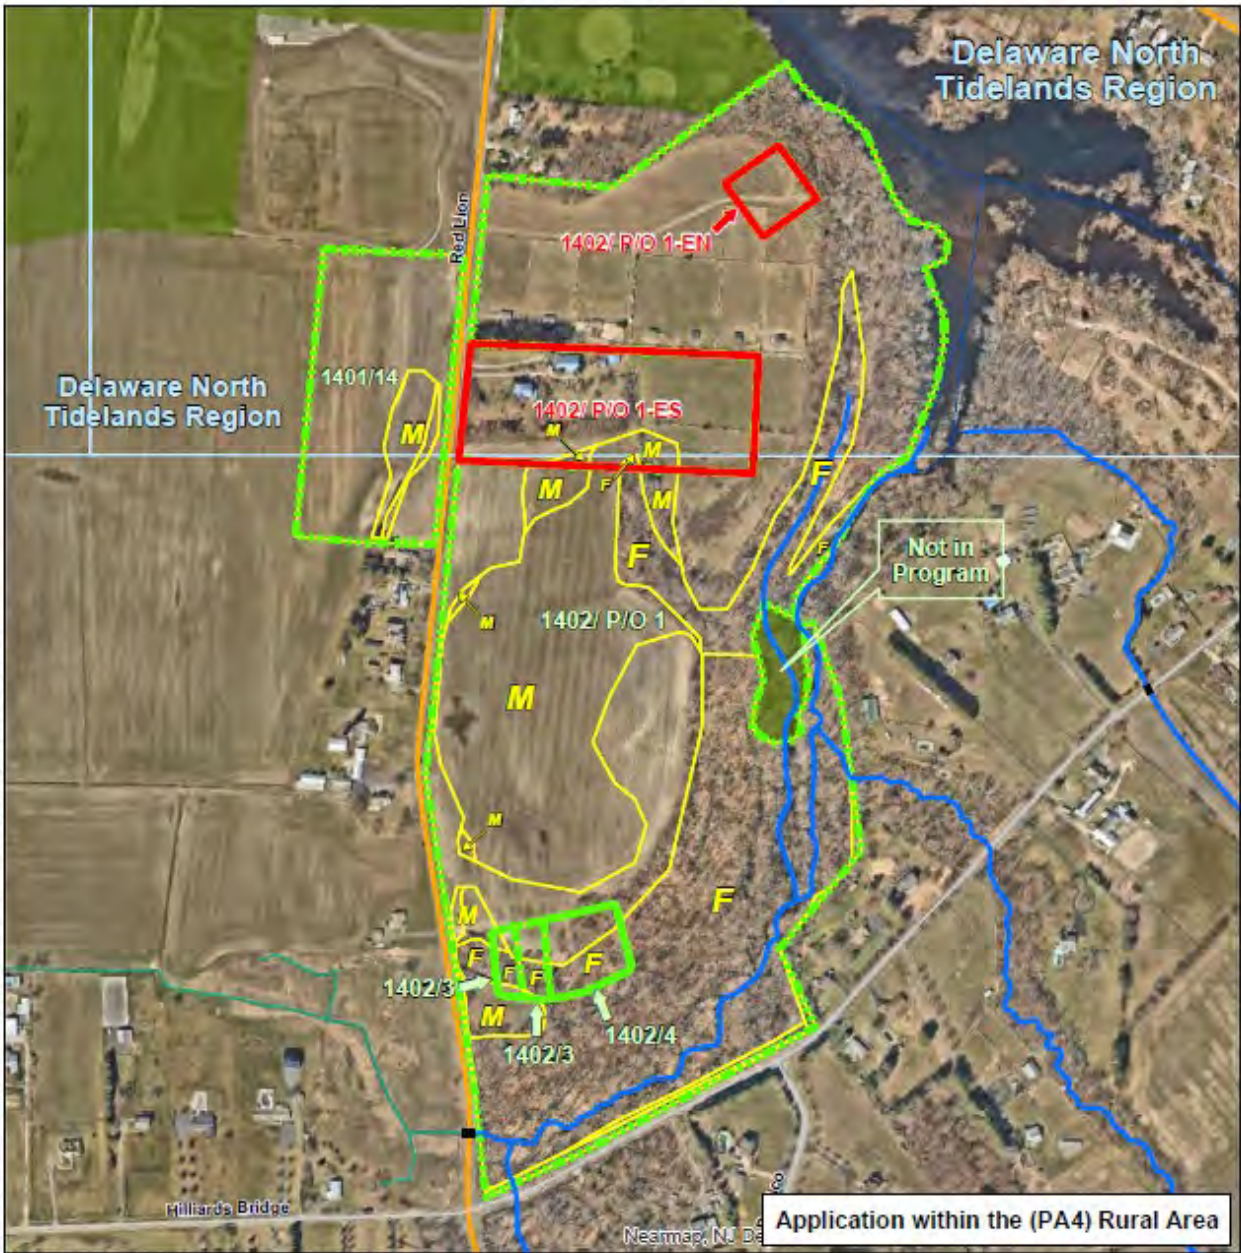 Delaware North
Tidelands Region
Red Lion
1402/ P/O 1-EN
1401/14
Delaware North
Tidelands Region
1402/ P/O 1-ES
M
M
M
M
F
M
F
F
F
Not in
Program
M
1402/ P/O 1
M
M
M
F
F
F
F
F
1402/3
M
1402/4
1402/3
Hilliards Bridge
Application within the (PA4) Rural Area
Nearmap, NJ